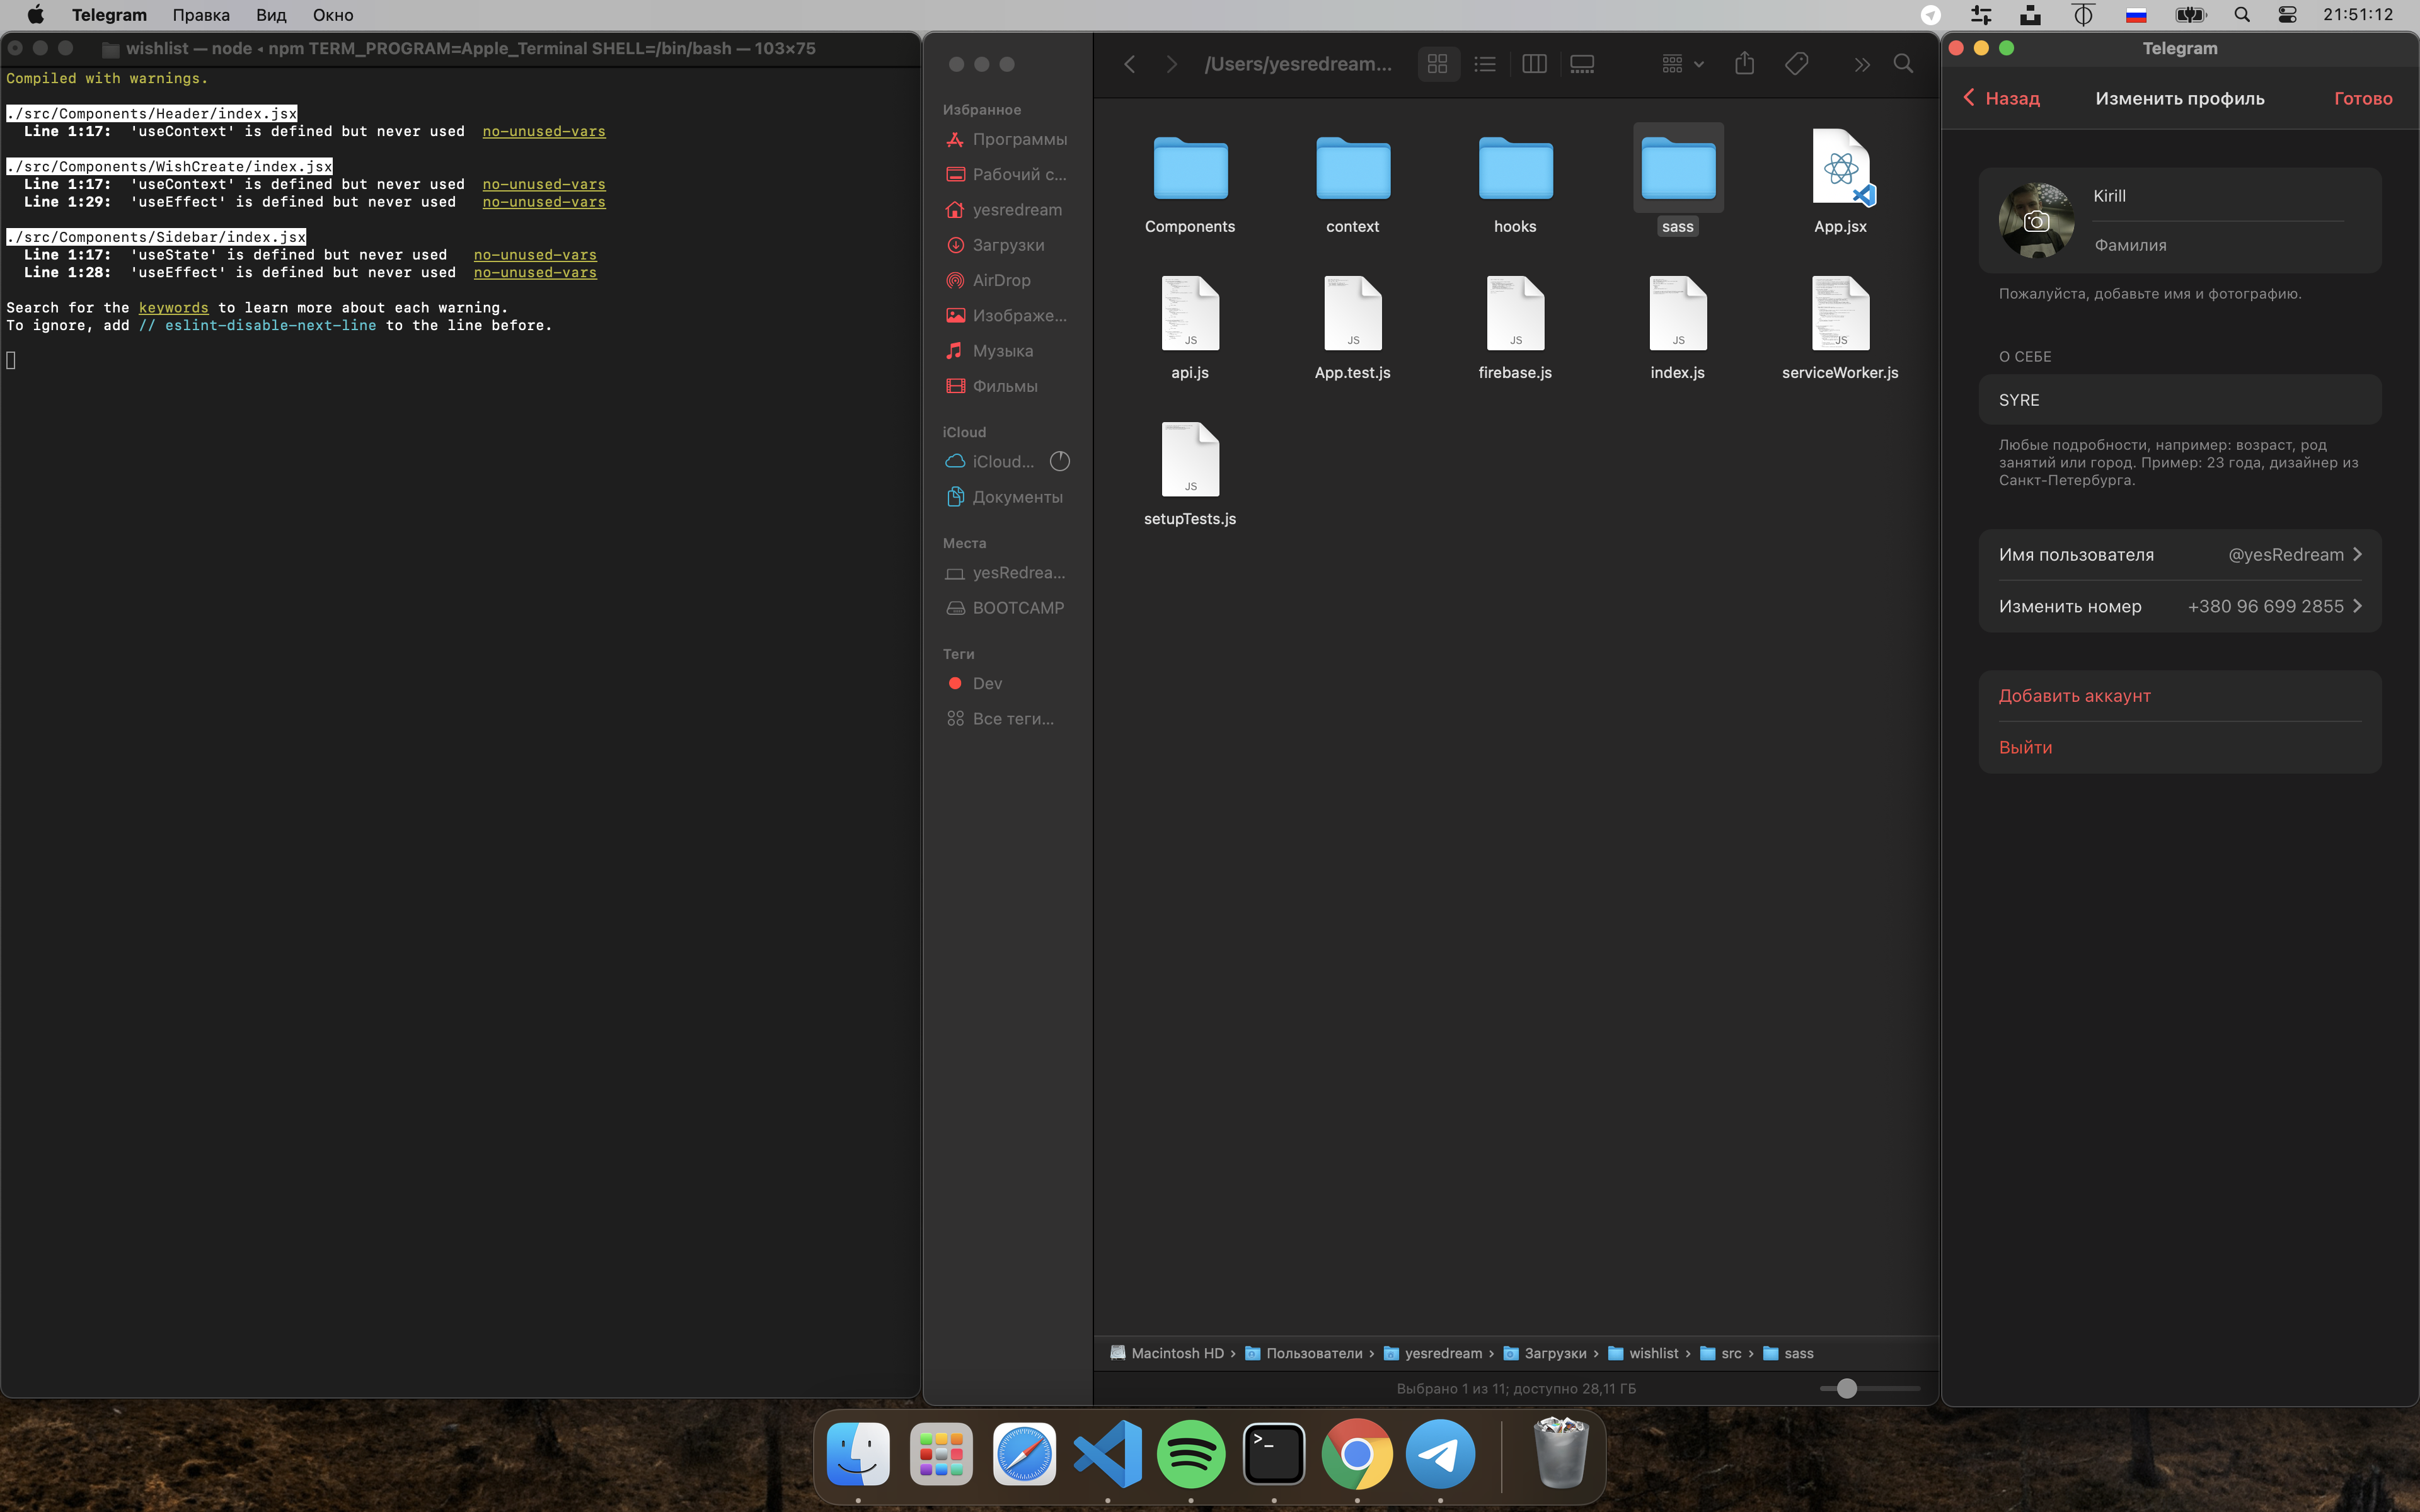 Telegram Правка Вид Окно 21:51:12
wishlist — node ◂ npm TERM_PROGRAM=Apple_Terminal SHELL=/bin/bash — 103×75
Compiled with warnings.
./src/Components/Header/index.jsx
Line 1:17: 'useContext' is defined but never used no-unused-vars
./src/Components/WishCreate/index.jsx
Line 1:17: 'useContext' is defined but never used no-unused-vars
Line 1:29: 'useEffect' is defined but never used no-unused-vars
./src/Components/Sidebar/index.jsx
Line 1:17: 'useState' is defined but never used no-unused-vars
Line 1:28: 'useEffect' is defined but never used no-unused-vars
Search for the keywords to learn more about each warning.
To ignore, add // eslint-disable-next-line to the line before.
Избранное
Программы
Рабочий с...
yesredream
Загрузки
AirDrop
Изображе...
Музыка
Фильмы
iCloud
iCloud...
Документы
Места
yesRedrea...
BOOTCAMP
Теги
Dev
Все теги...
/Users/yesredream...
Components context hooks sass App.jsx
JS JS JS JS JS
api.js App.test.js firebase.js index.js serviceWorker.js
JS
setupTests.js
Macintosh HD › Пользователи › yesredream › Загрузки › wishlist › src › sass
Выбрано 1 из 11; доступно 28,11 ГБ
Telegram
Назад Изменить профиль Готово
Kirill
Фамилия
Пожалуйста, добавьте имя и фотографию.
О СЕБЕ
SYRE
Любые подробности, например: возраст, род
занятий или город. Пример: 23 года, дизайнер из
Санкт-Петербурга.
Имя пользователя @yesRedream
Изменить номер +380 96 699 2855
Добавить аккаунт
Выйти
>_